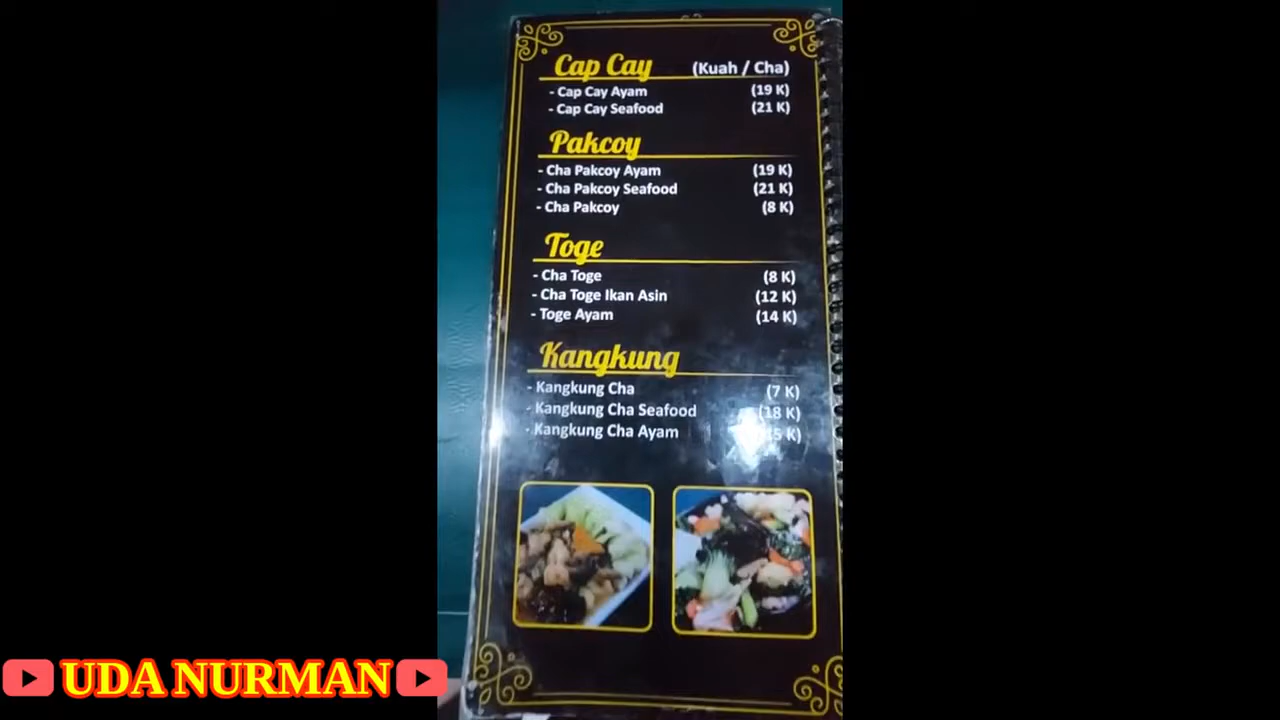 Cap Cay (Kuah / Cha)
- Cap Cay Ayam (19 K)
- Cap Cay Seafood (21 K)
Pakcoy
- Cha Pakcoy Ayam (19 K)
- Cha Pakcoy Seafood (21 K)
- Cha Pakcoy (8 K)
Toge
- Cha Toge (8 K)
- Cha Toge Ikan Asin (12 K)
- Toge Ayam (14 K)
Kangkung
- Kangkung Cha (7 K)
- Kangkung Cha Seafood (18 K)
- Kangkung Cha Ayam
UDA NURMAN